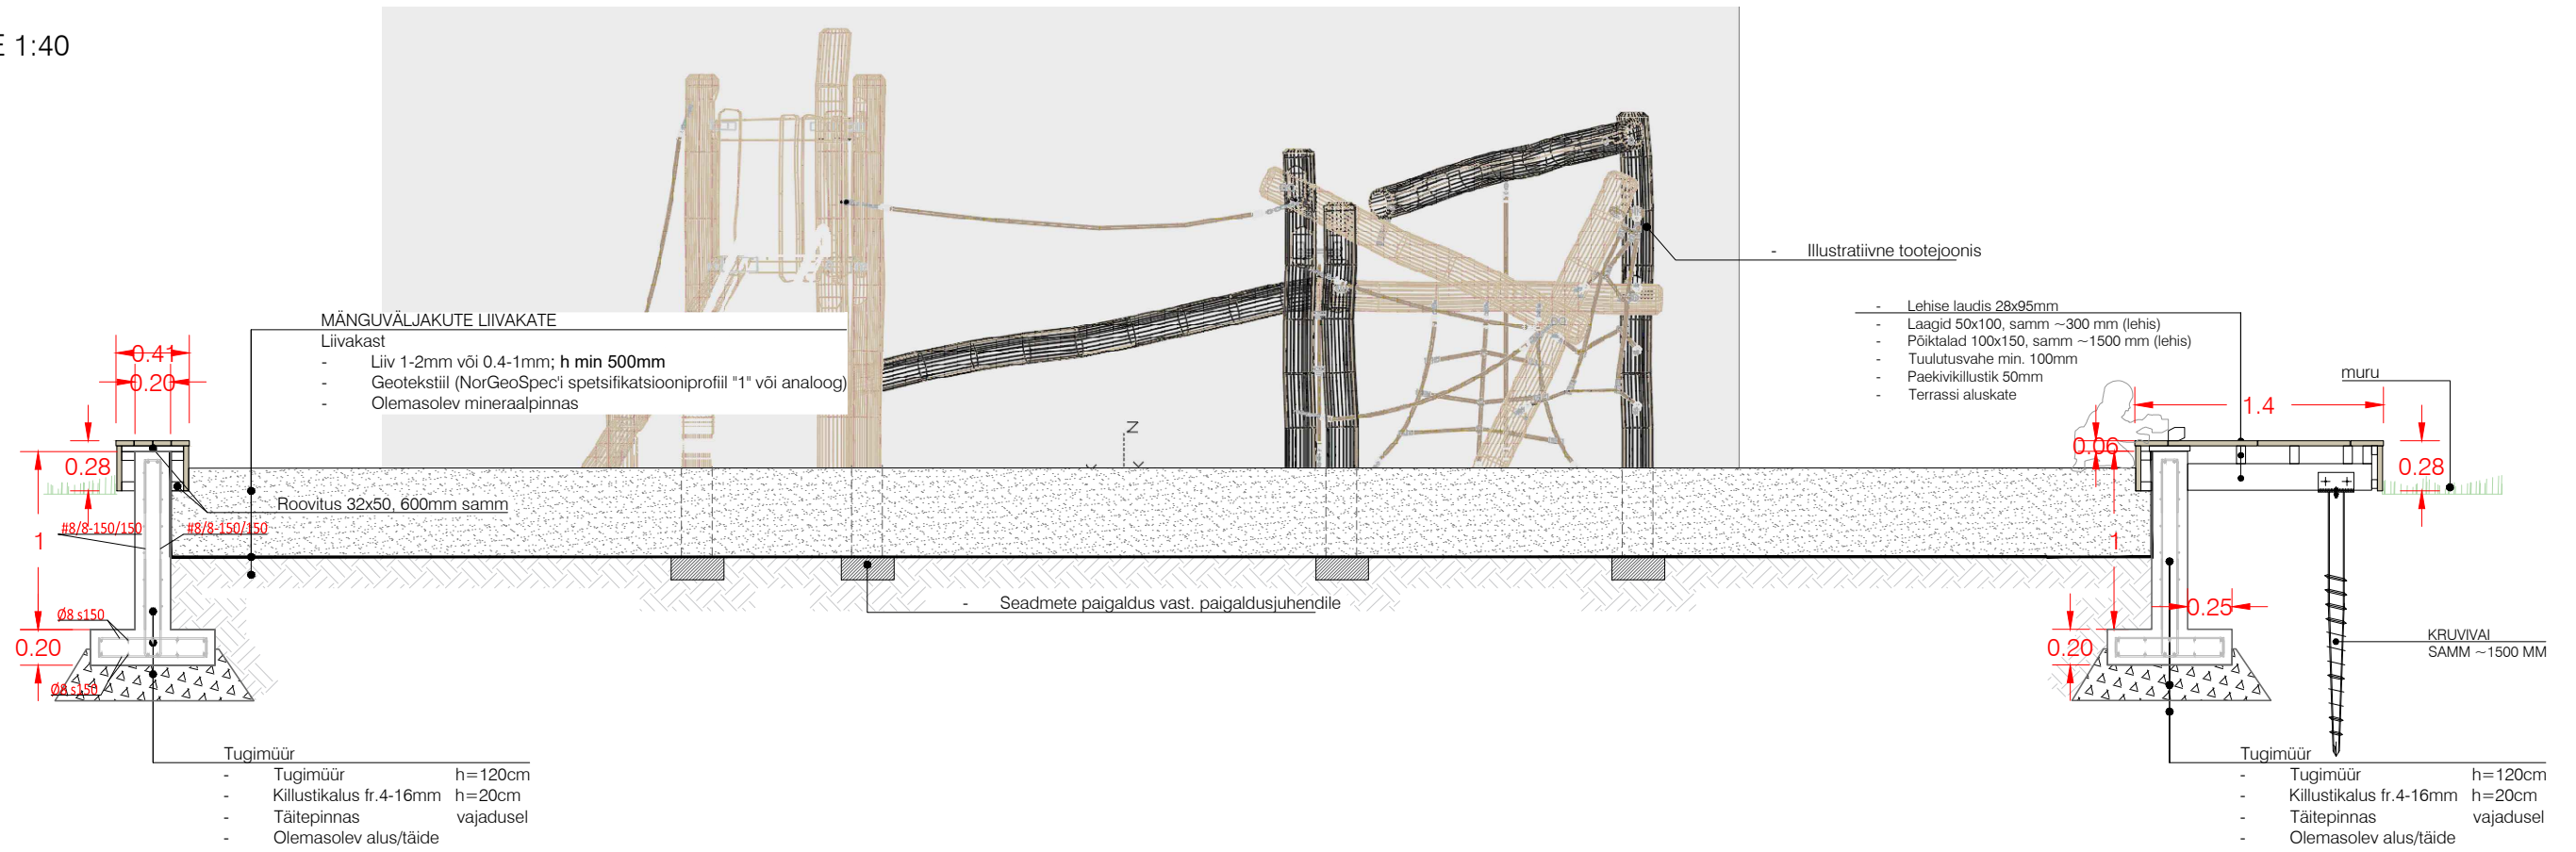 E 1:40
Illustratiivne tootejoonis
MÄNGUVÄLJAKUTE LIIVAKATE
Liivakast
- Liiv 1-2mm või 0.4-1mm; h min 500mm
- Geotekstiil (NorGeoSpec'i spetsifikatsiooniprofiil "1" või analoog)
- Olemasolev mineraalpinnas
- Lehise laudis 28x95mm
- Laagid 50x100, samm ~300 mm (lehis)
- Põiktalad 100x150, samm ~1500 mm (lehis)
- Tuulutusvahe min. 100mm
- Paekivikillustik 50mm
- Terrassi aluskate
muru
0.41
0.20
0.28
1
0.20
Roovitus 32x50, 600mm samm
#8/8-150/150
#8/8-150/150
Ø8 s150
Ø8 s150
Z
1.4
0.06
0.28
1
0.25
0.20
- Seadmete paigaldus vast. paigaldusjuhendile
KRUVIVAI
SAMM ~1500 MM
Tugimüür
- Tugimüür h=120cm
- Killustikalus fr.4-16mm h=20cm
- Täitepinnas vajadusel
- Olemasolev alus/täide
Tugimüür
- Tugimüür h=120cm
- Killustikalus fr.4-16mm h=20cm
- Täitepinnas vajadusel
- Olemasolev alus/täide